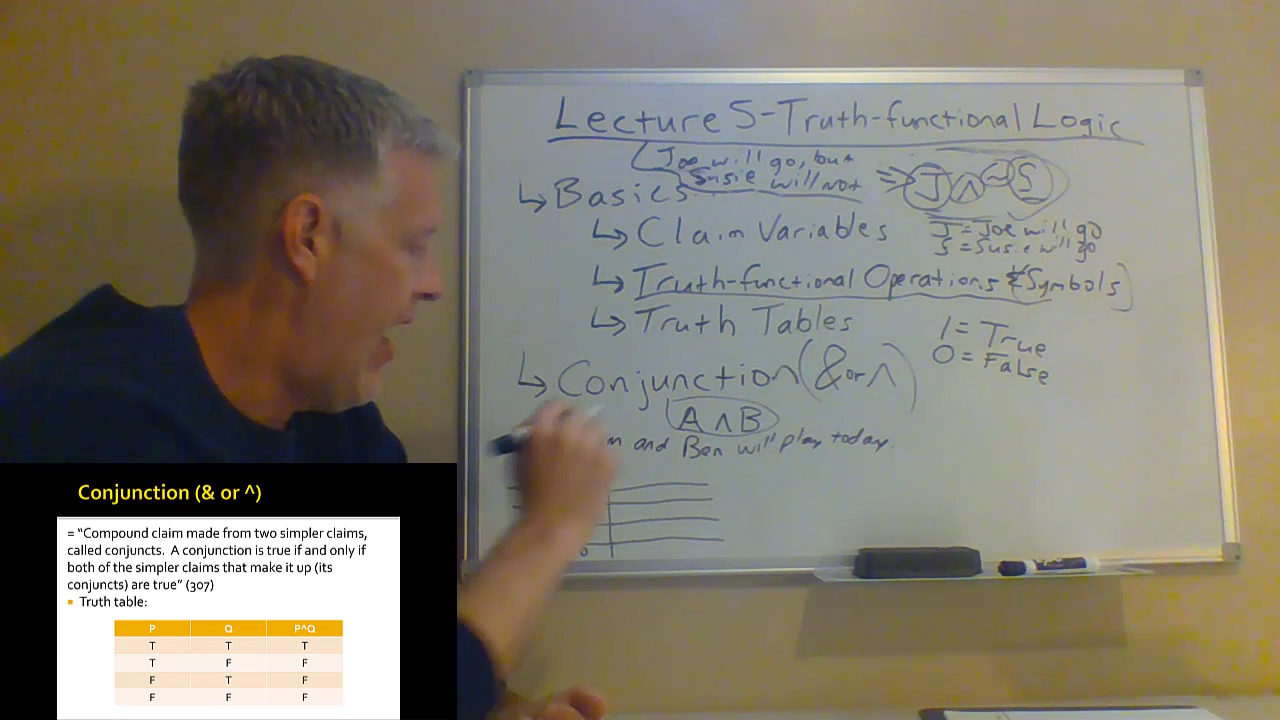 Lecture 5-Truth-functional Logic
Joe will go, but
Susie will not
⇒ J ∧ ~S
↳ Basics
↳ Claim Variables
J = Joe will go
S = Susie will go
↳ Truth-functional Operations & Symbols
↳ Truth Tables
1 = True
0 = False
↳ Conjunction (& or ∧)
A ∧ B
and Ben will play today.
0
Conjunction (& or ^)
= “Compound claim made from two simpler claims,
called conjuncts. A conjunction is true if and only if
both of the simpler claims that make it up (its
conjuncts) are true” (307)
▪ Truth table:
P Q P^Q
T T T
T F F
F T F
F F F